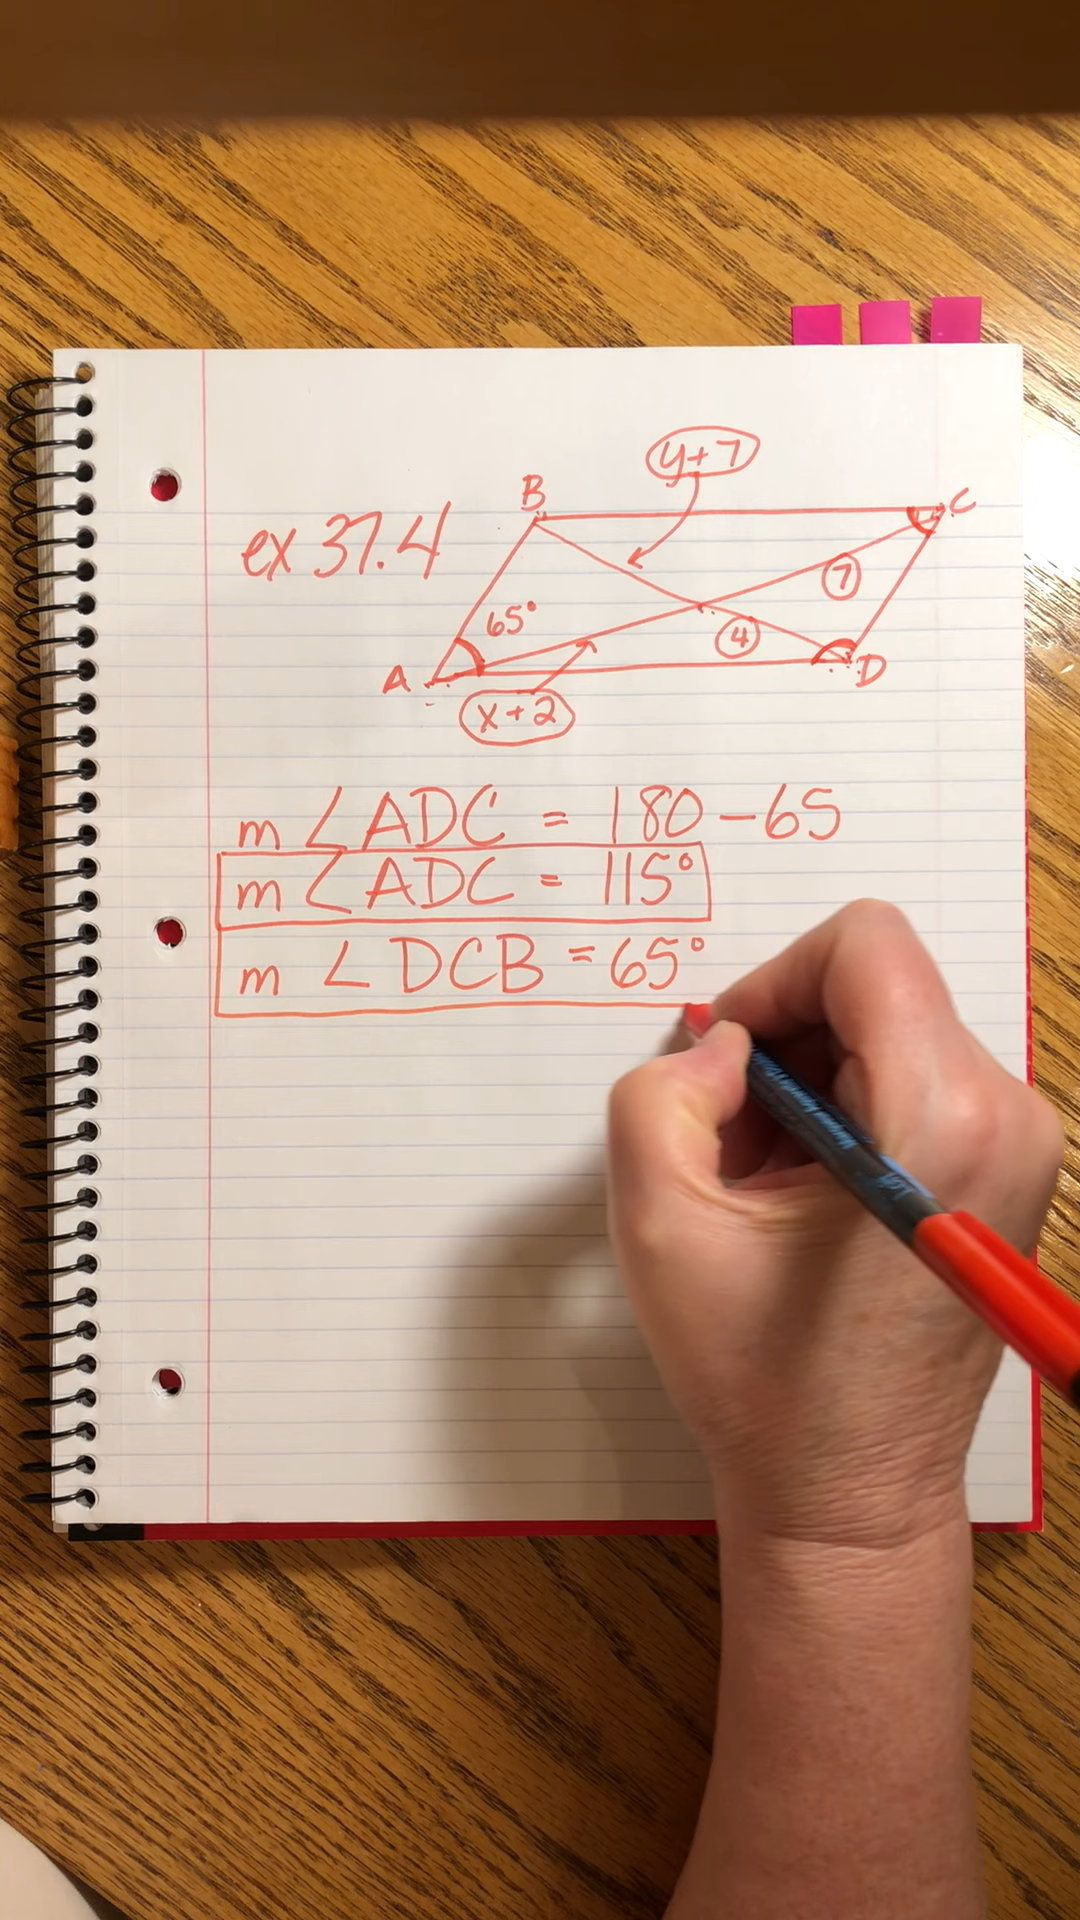 y+7
B
C
ex 37.4
7
65°
4
A
D
x+2
m∠ADC = 180-65
m∠ADC = 115°
m ∠DCB = 65°